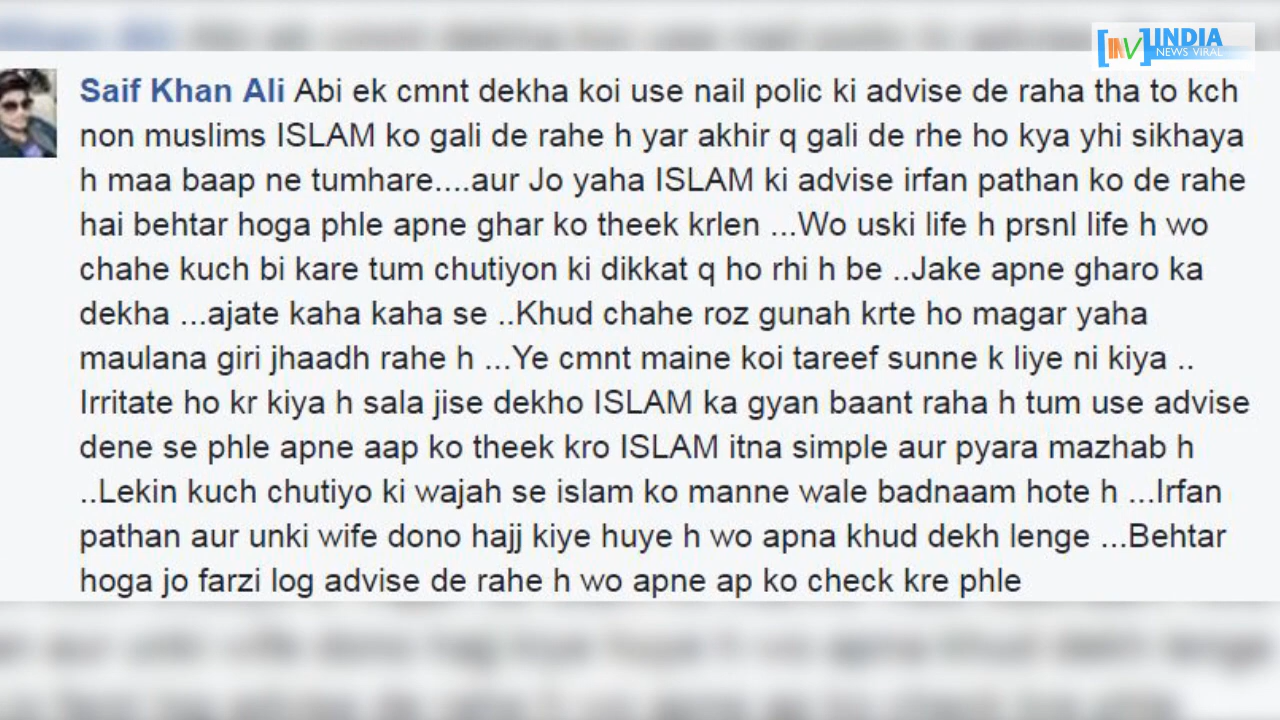 [INV] INDIA
NEWS VIRAL
Saif Khan Ali Abi ek cmnt dekha koi use nail polic ki advise de raha tha to kch
non muslims ISLAM ko gali de rahe h yar akhir q gali de rhe ho kya yhi sikhaya
h maa baap ne tumhare....aur Jo yaha ISLAM ki advise irfan pathan ko de rahe
hai behtar hoga phle apne ghar ko theek krlen ...Wo uski life h prsnl life h wo
chahe kuch bi kare tum chutiyon ki dikkat q ho rhi h be ..Jake apne gharo ka
dekha ...ajate kaha kaha se ..Khud chahe roz gunah krte ho magar yaha
maulana giri jhaadh rahe h ...Ye cmnt maine koi tareef sunne k liye ni kiya ..
Irritate ho kr kiya h sala jise dekho ISLAM ka gyan baant raha h tum use advise
dene se phle apne aap ko theek kro ISLAM itna simple aur pyara mazhab h
..Lekin kuch chutiyo ki wajah se islam ko manne wale badnaam hote h ...Irfan
pathan aur unki wife dono hajj kiye huye h wo apna khud dekh lenge ...Behtar
hoga jo farzi log advise de rahe h wo apne ap ko check kre phle